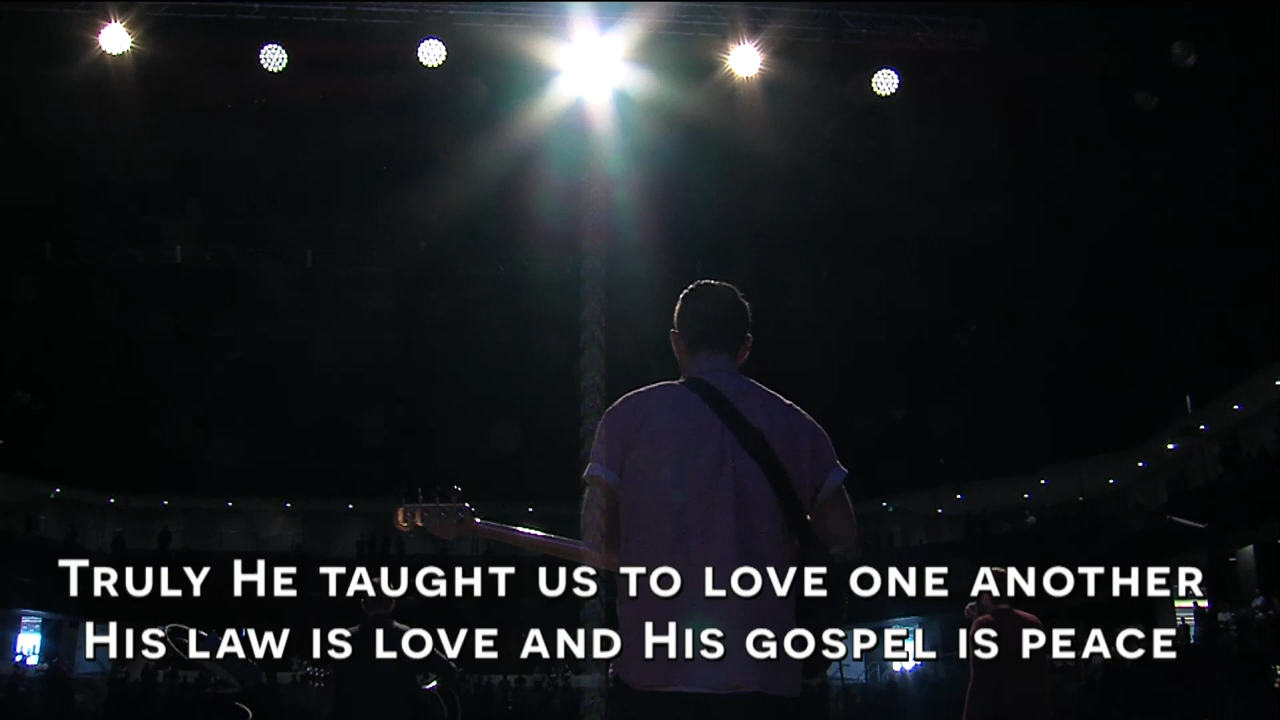 Truly He taught us to love one another
His law is love and His gospel is peace